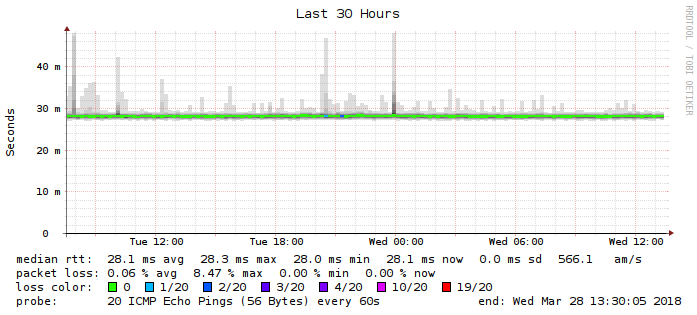 Last 30 Hours
RRDTOOL / TOBI OETIKER
Seconds
40 m
30 m
20 m
10 m
0
Tue 12:00 Tue 18:00 Wed 00:00 Wed 06:00 Wed 12:00
median rtt: 28.1 ms avg 28.3 ms max 28.0 ms min 28.1 ms now 0.0 ms sd 566.1 am/s
packet loss: 0.06 % avg 8.47 % max 0.00 % min 0.00 % now
loss color: 0 1/20 2/20 3/20 4/20 10/20 19/20
probe: 20 ICMP Echo Pings (56 Bytes) every 60s end: Wed Mar 28 13:30:05 2018